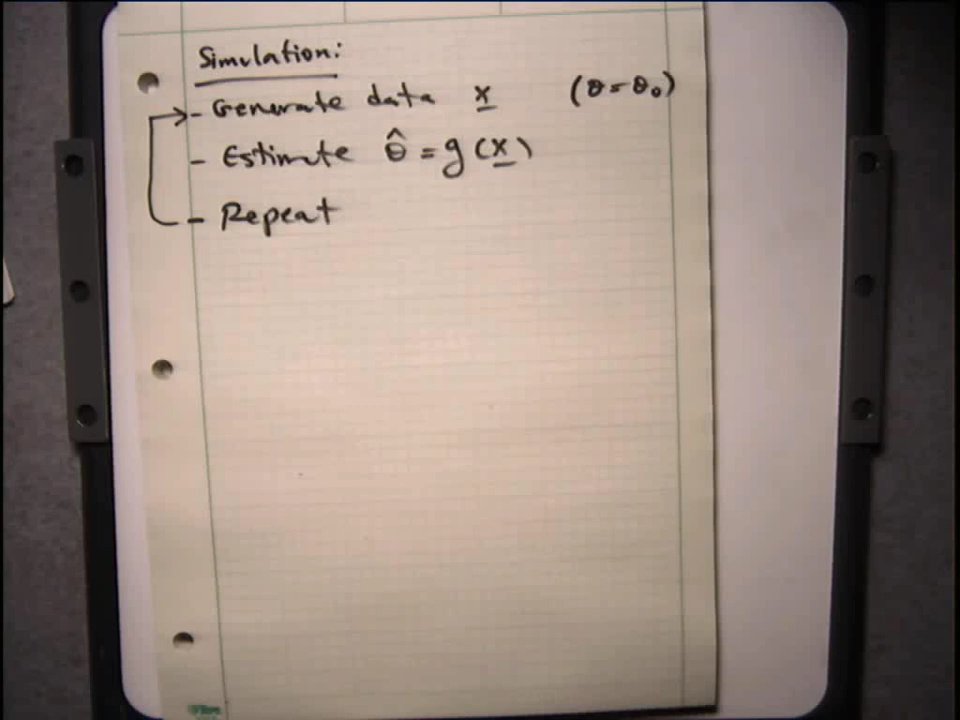 Simulation:
- Generate data x (θ = θ₀)
- Estimate θ̂ = g(x)
- Repeat